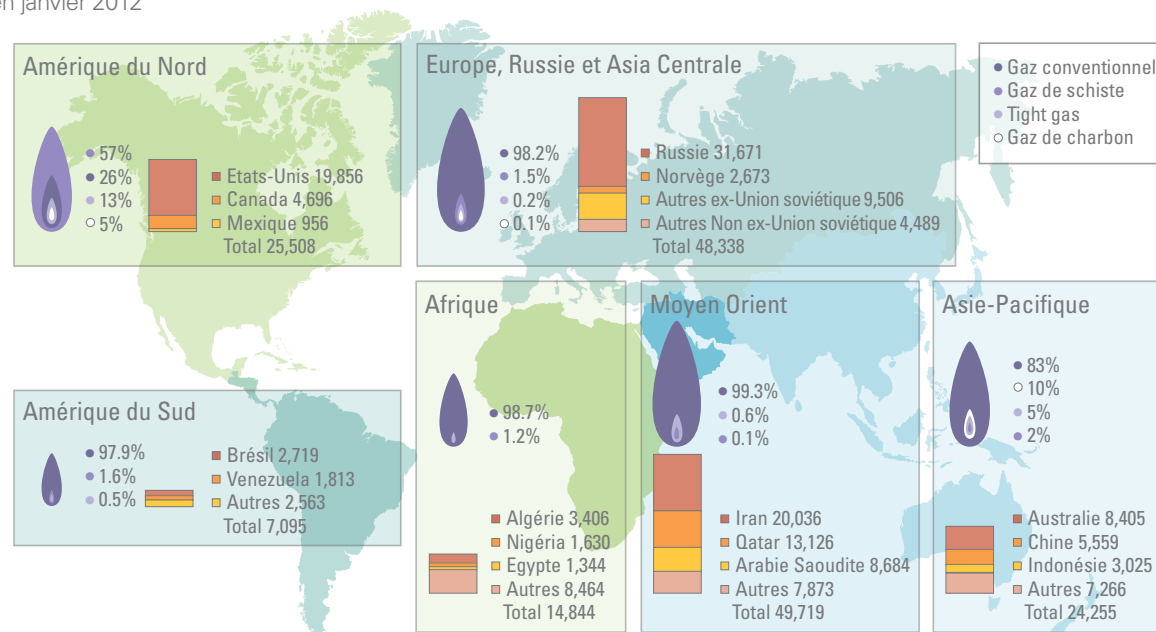 en janvier 2012
Amérique du Nord
57%
26%
13%
5%
Etats-Unis 19,856
Canada 4,696
Mexique 956
Total 25,508
Europe, Russie et Asia Centrale
98.2%
1.5%
0.2%
0.1%
Russie 31,671
Norvège 2,673
Autres ex-Union soviétique 9,506
Autres Non ex-Union soviétique 4,489
Total 48,338
Gaz conventionnel
Gaz de schiste
Tight gas
Gaz de charbon
Amérique du Sud
97.9%
1.6%
0.5%
Brésil 2,719
Venezuela 1,813
Autres 2,563
Total 7,095
Afrique
98.7%
1.2%
Algérie 3,406
Nigéria 1,630
Egypte 1,344
Autres 8,464
Total 14,844
Moyen Orient
99.3%
0.6%
0.1%
Iran 20,036
Qatar 13,126
Arabie Saoudite 8,684
Autres 7,873
Total 49,719
Asie-Pacifique
83%
10%
5%
2%
Australie 8,405
Chine 5,559
Indonésie 3,025
Autres 7,266
Total 24,255